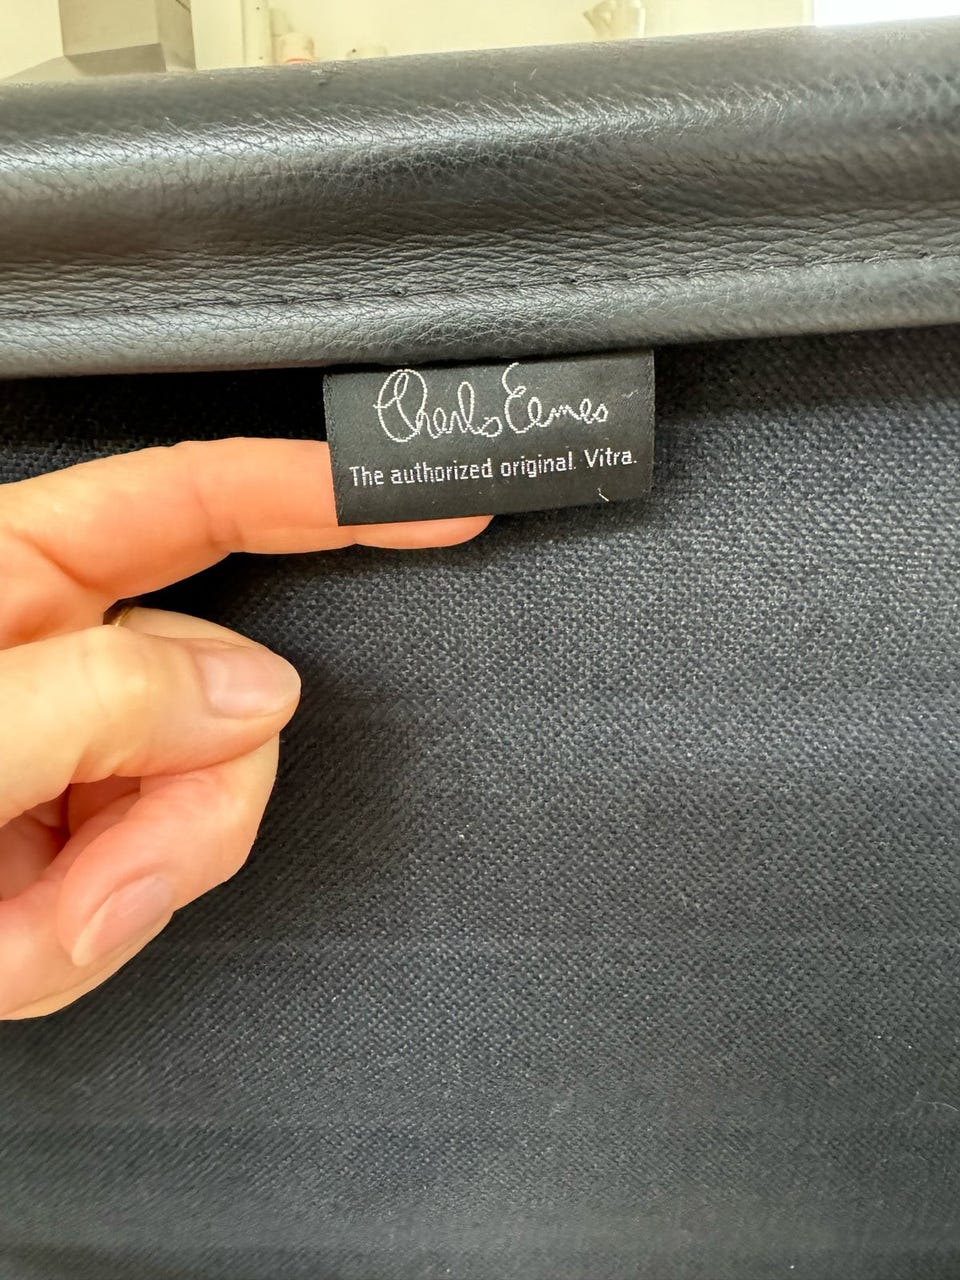 Charles Eames
The authorized original. Vitra.